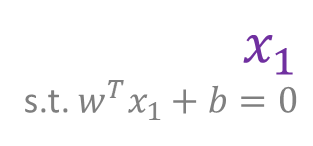 x₁
s.t. wᵀx₁ + b = 0